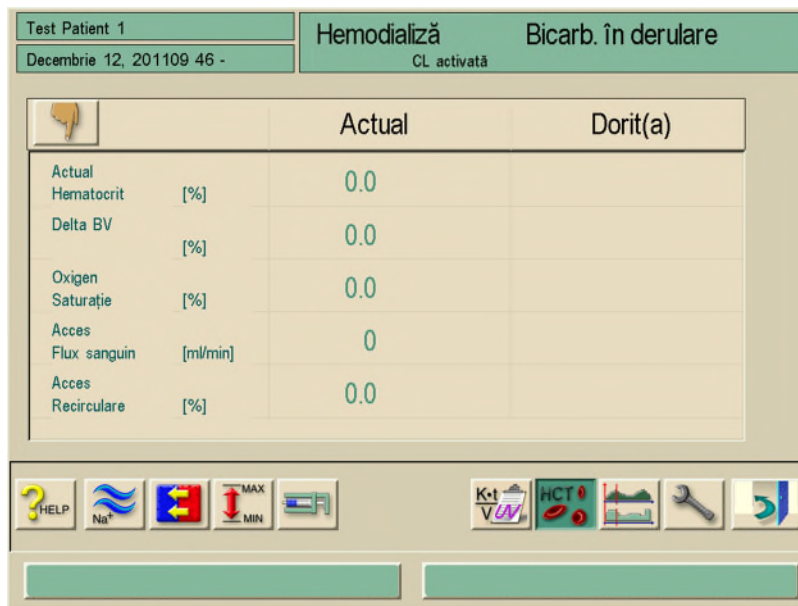 Test Patient 1
Decembrie 12, 201109 46 -
Hemodializă Bicarb. în derulare
CL activată
Actual Dorit(a)
Actual
Hematocrit [%] 0.0
Delta BV
[%] 0.0
Oxigen
Saturație [%] 0.0
Acces
Flux sanguin [ml/min] 0
Acces
Recirculare [%] 0.0
HELP
Na+
MAX
MIN
K•t
V
UV
HCT